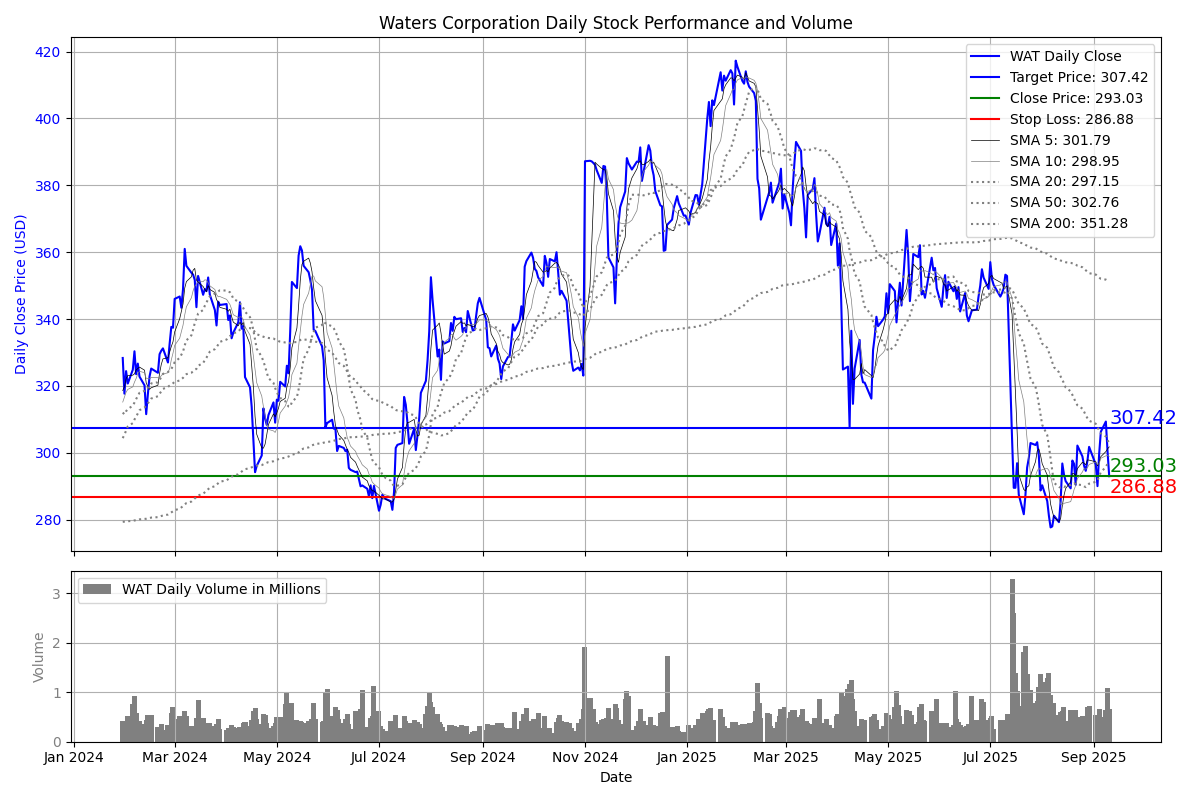 Waters Corporation Daily Stock Performance and Volume
Daily Close Price (USD)
420
400
380
360
340
320
300
280
WAT Daily Close
Target Price: 307.42
Close Price: 293.03
Stop Loss: 286.88
SMA 5: 301.79
SMA 10: 298.95
SMA 20: 297.15
SMA 50: 302.76
SMA 200: 351.28
307.42
293.03
286.88
Volume
3
2
1
0
WAT Daily Volume in Millions
Jan 2024
Mar 2024
May 2024
Jul 2024
Sep 2024
Nov 2024
Jan 2025
Mar 2025
May 2025
Jul 2025
Sep 2025
Date